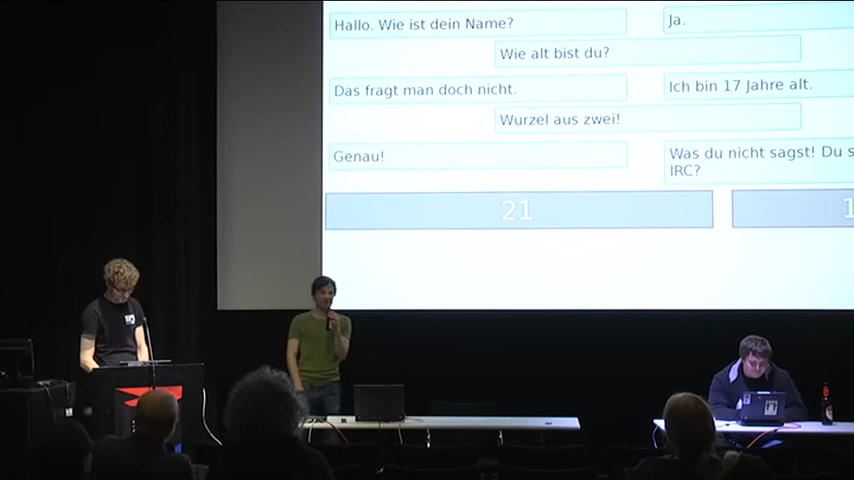 Hallo. Wie ist dein Name?
Ja.
Wie alt bist du?
Das fragt man doch nicht.
Ich bin 17 Jahre alt.
Wurzel aus zwei!
Genau!
Was du nicht sagst! Du
IRC?
21